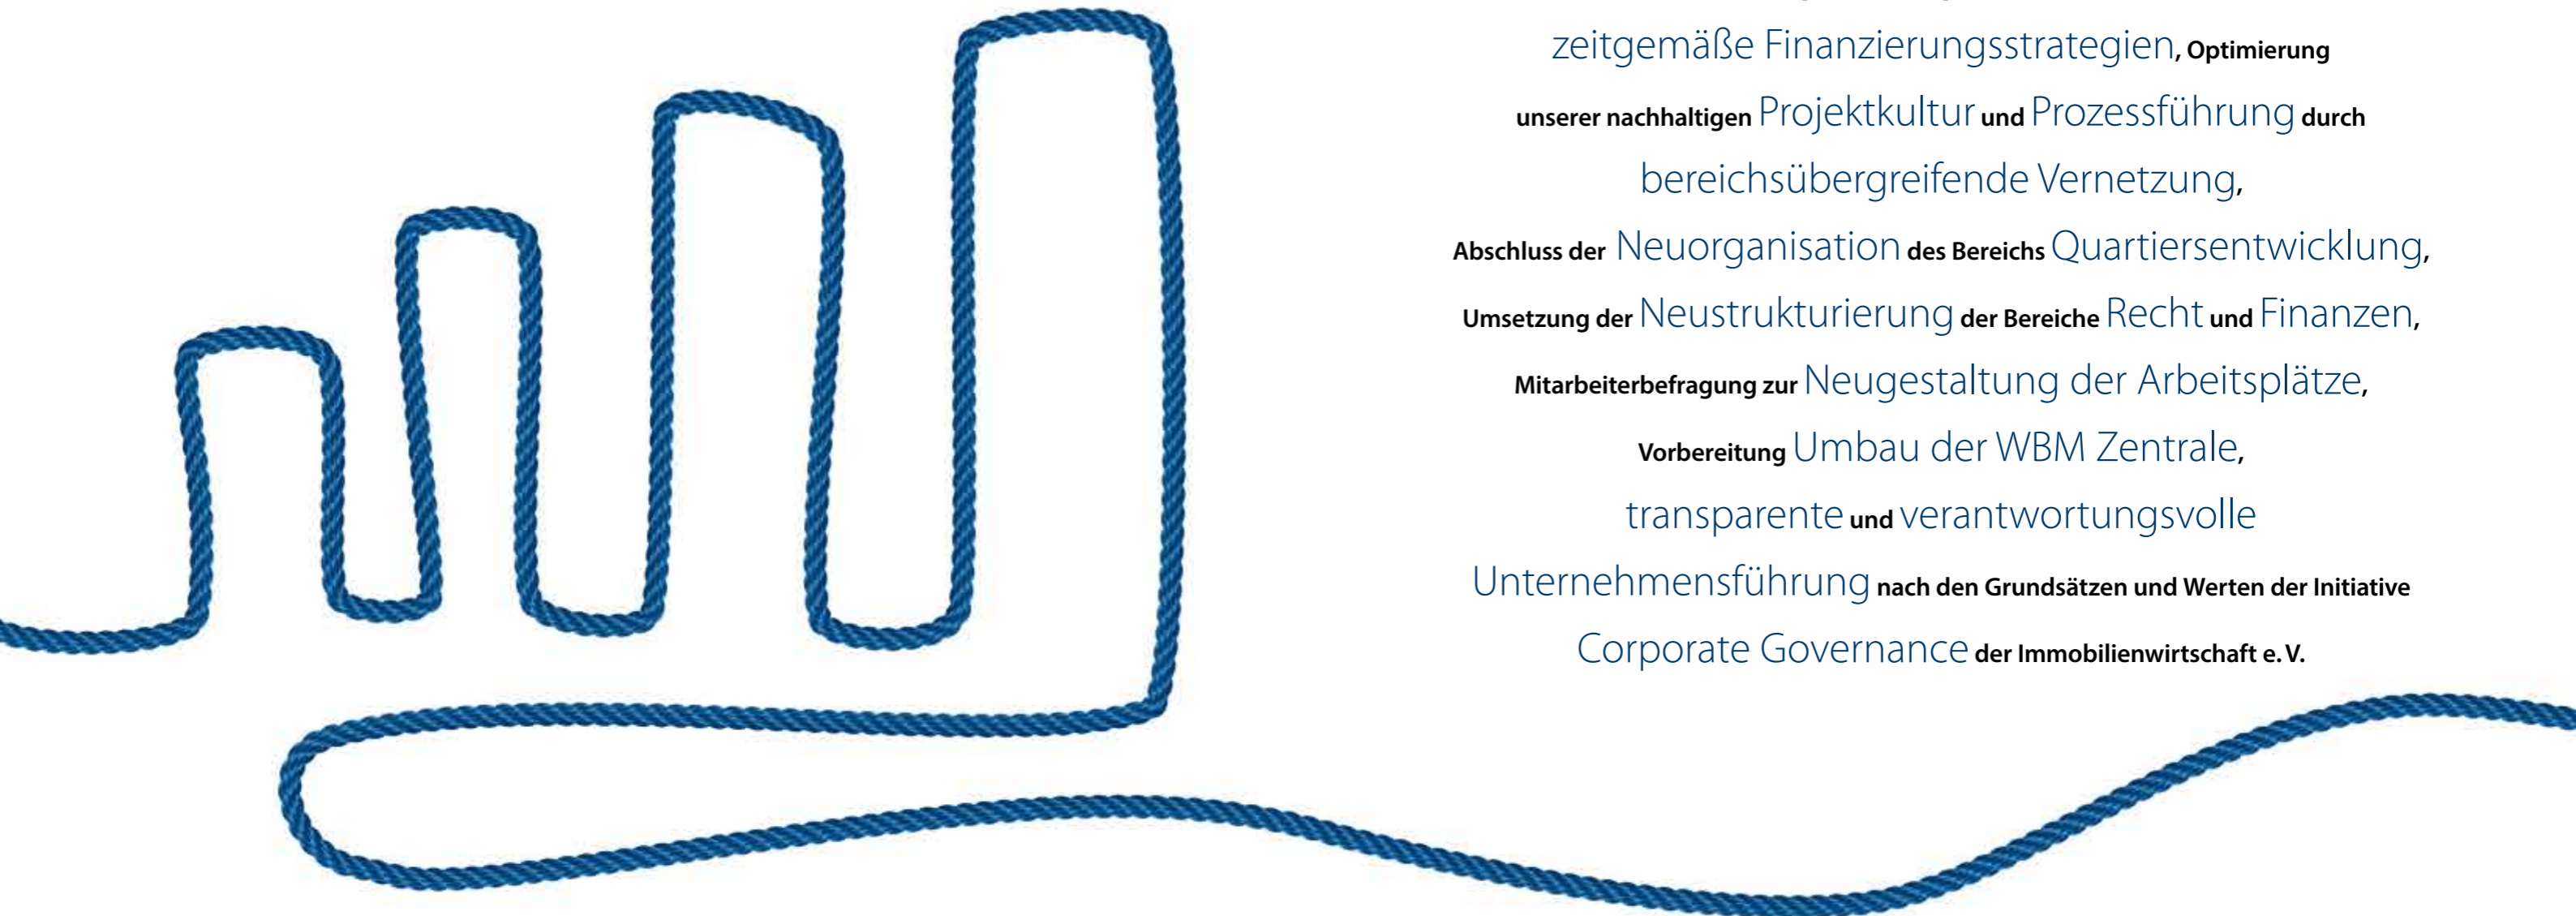 zeitgemäße Finanzierungsstrategien, Optimierung
unserer nachhaltigen Projektkultur und Prozessführung durch
bereichsübergreifende Vernetzung,
Abschluss der Neuorganisation des Bereichs Quartiersentwicklung,
Umsetzung der Neustrukturierung der Bereiche Recht und Finanzen,
Mitarbeiterbefragung zur Neugestaltung der Arbeitsplätze,
Vorbereitung Umbau der WBM Zentrale,
transparente und verantwortungsvolle
Unternehmensführung nach den Grundsätzen und Werten der Initiative
Corporate Governance der Immobilienwirtschaft e. V.